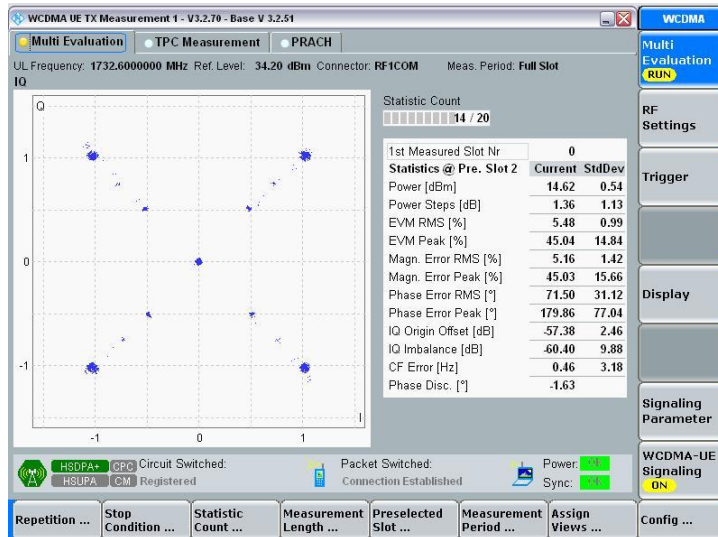 WCDMA UE TX Measurement 1 - V3.2.70 - Base V 3.2.51
WCDMA
Multi Evaluation
TPC Measurement
PRACH
Multi Evaluation RUN
UL Frequency: 1732.6000000 MHz Ref. Level: 34.20 dBm Connector: RF1COM Meas. Period: Full Slot
IQ
Q
1
0
-1
-1 0 1
I
Statistic Count
14 / 20
1st Measured Slot Nr 0
Statistics @ Pre. Slot 2 Current StdDev
Power [dBm] 14.62 0.54
Power Steps [dB] 1.36 1.13
EVM RMS [%] 5.48 0.99
EVM Peak [%] 45.04 14.84
Magn. Error RMS [%] 5.16 1.42
Magn. Error Peak [%] 45.03 15.66
Phase Error RMS [°] 71.50 31.12
Phase Error Peak [°] 179.86 77.04
IQ Origin Offset [dB] -57.38 2.46
IQ Imbalance [dB] -60.40 9.88
CF Error [Hz] 0.46 3.18
Phase Disc. [°] -1.63
RF Settings
Trigger
Display
Signaling Parameter
WCDMA-UE Signaling ON
HSDPA+ CPC Circuit Switched: Packet Switched: Power: OK
HSUPA CM Registered Connection Established Sync: OK
Repetition ...
Stop Condition ...
Statistic Count ...
Measurement Length ...
Preselected Slot ...
Measurement Period ...
Assign Views ...
Config ...